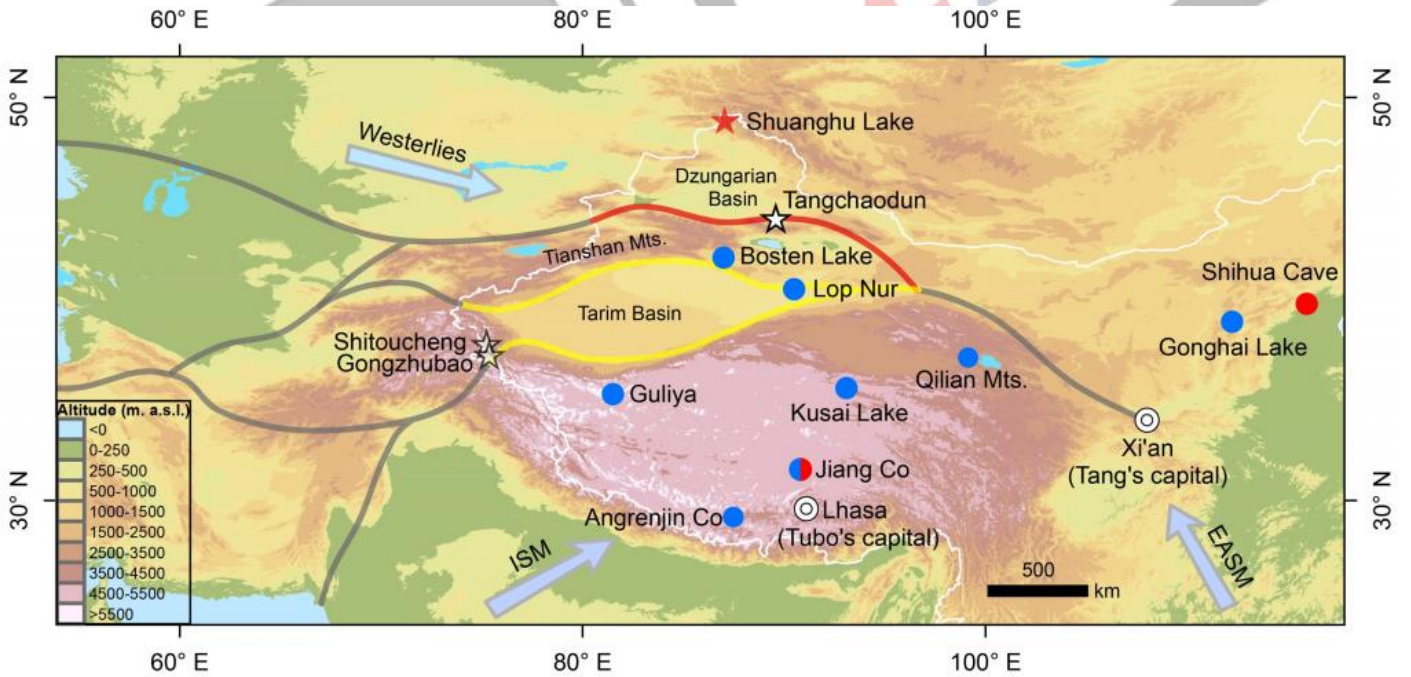 60° E
80° E
100° E
50° N
50° N
Westerlies
Shuanghu Lake
Dzungarian
Basin
Tangchaodun
Tianshan Mts.
Bosten Lake
Lop Nur
Shihua Cave
Tarim Basin
Shitoucheng
Gongzhubao
Gonghai Lake
Qilian Mts.
Guliya
Kusai Lake
Altitude (m. a.s.l.)
<0
0-250
250-500
500-1000
1000-1500
1500-2500
2500-3500
3500-4500
4500-5500
>5500
Xi'an
(Tang's capital)
Jiang Co
30° N
30° N
Angrenjin Co
Lhasa
(Tubo's capital)
ISM
EASM
500
km
60° E
80° E
100° E